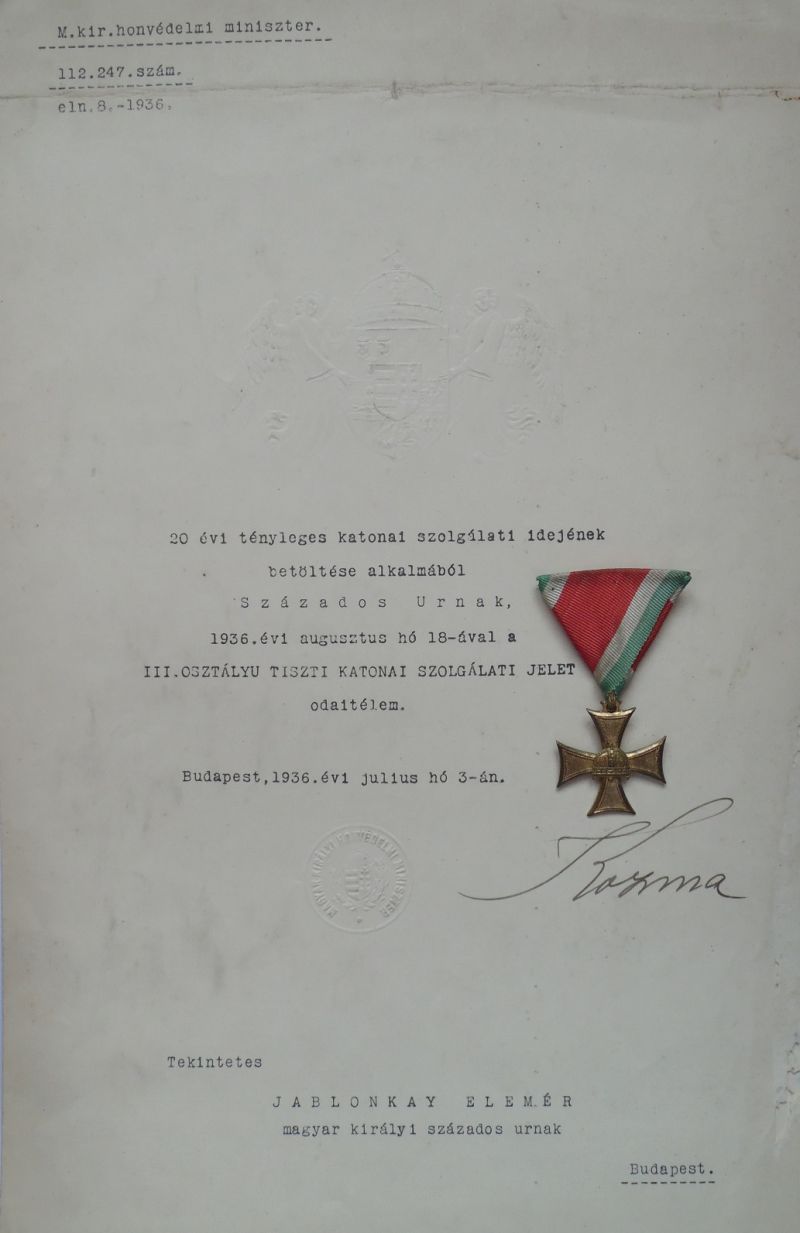 M.kir.honvédelmi miniszter.
112.247.szám.
eln.8.-1936.
20 évi tényleges katonai szolgálati idejének
betöltése alkalmából
Százados Urnak,
1936.évi augusztus hó 18-ával a
III.OSZTÁLYU TISZTI KATONAI SZOLGÁLATI JELET
odaitélem.
Budapest,1936.évi julius hó 3-án.
Kozma
Tekintetes
JABLONKAY ELEMÉR
magyar királyi százados urnak
Budapest.